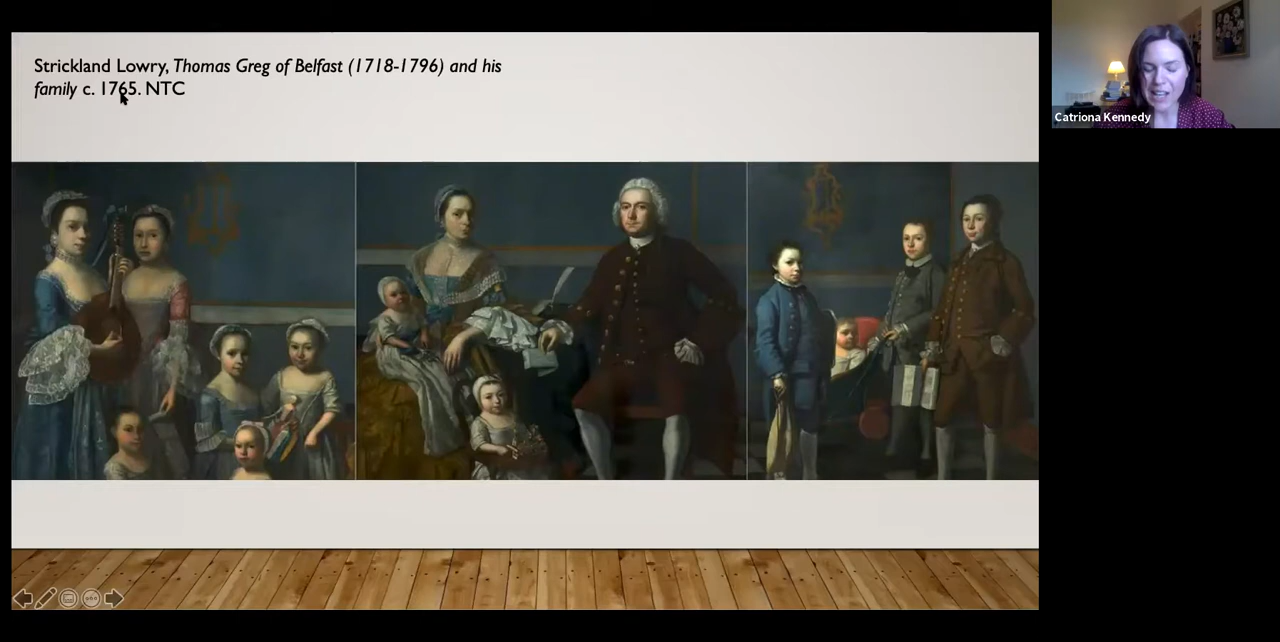 Strickland Lowry, Thomas Greg of Belfast (1718-1796) and his
family c. 1765. NTC
Catriona Kennedy